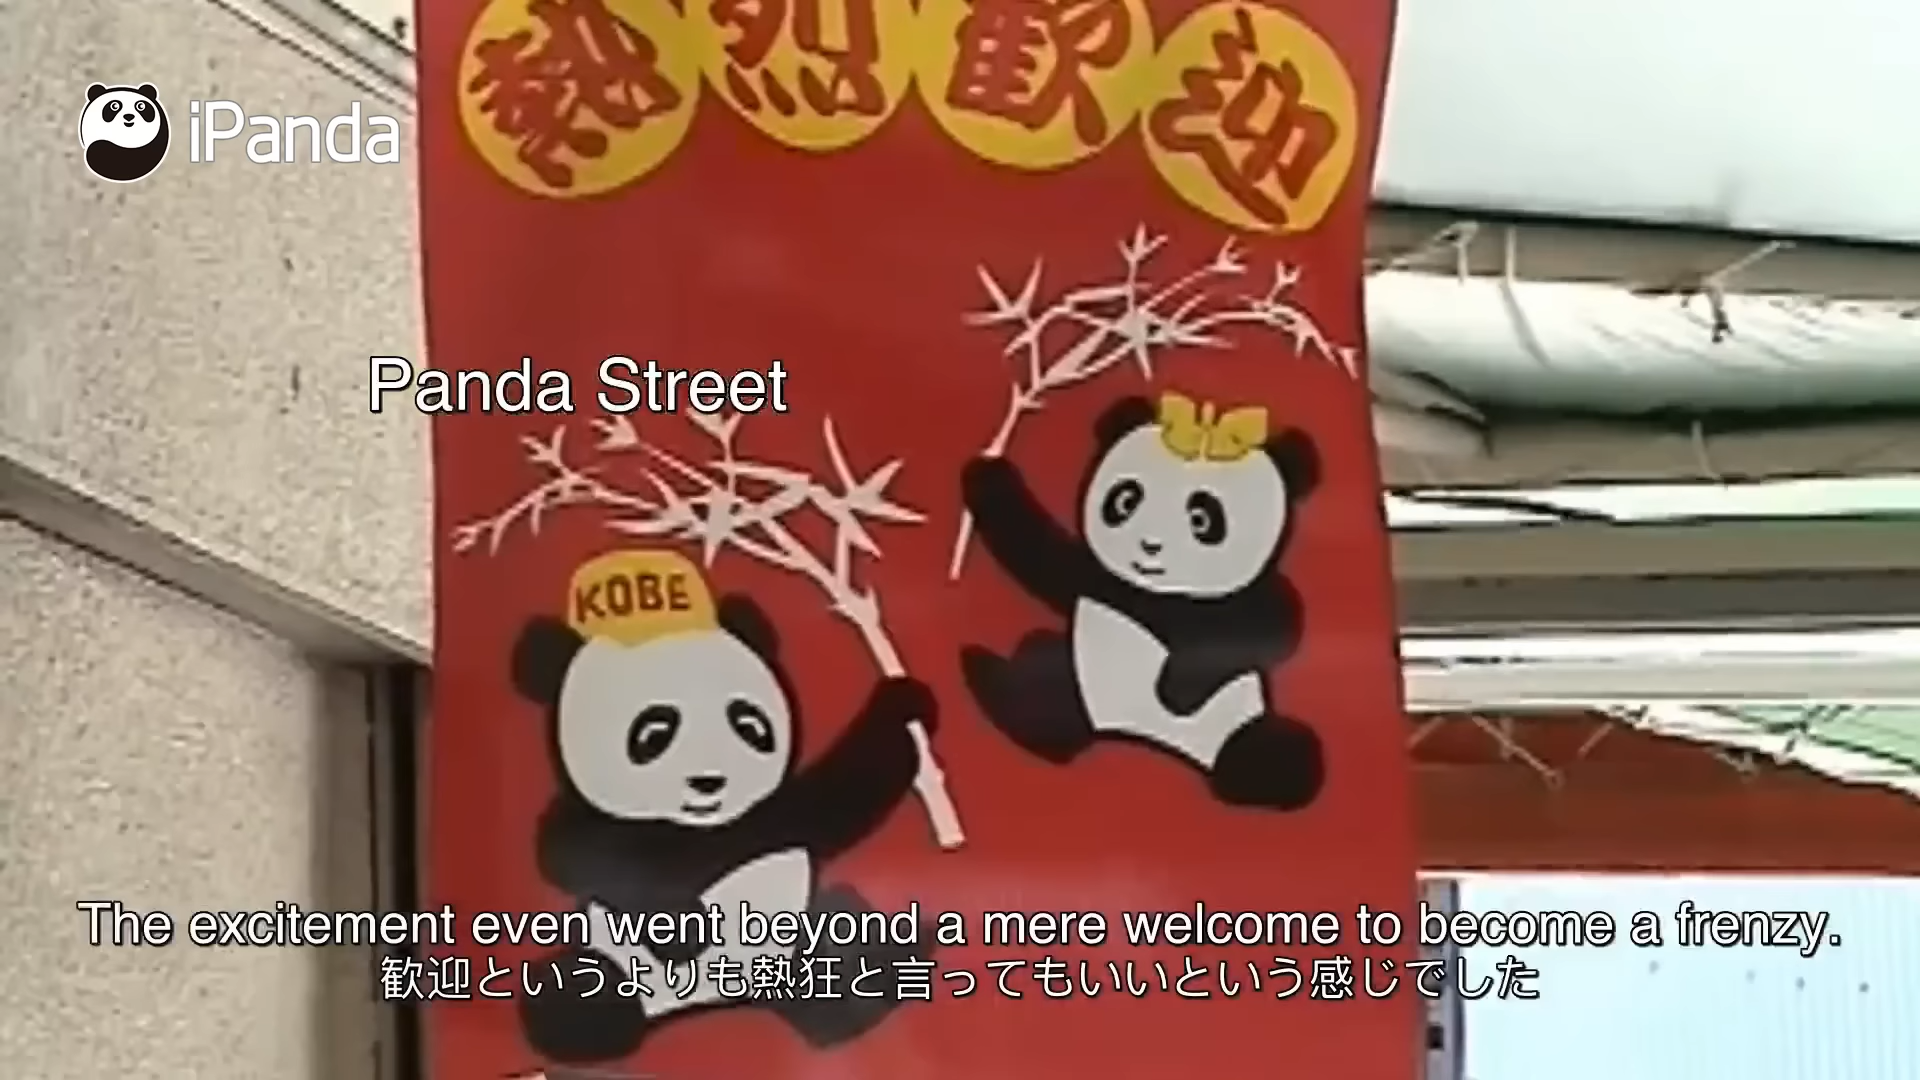 熱烈歓迎
iPanda
Panda Street
KOBE
The excitement even went beyond a mere welcome to become a frenzy.
歓迎というよりも熱狂と言ってもいいという感じでした